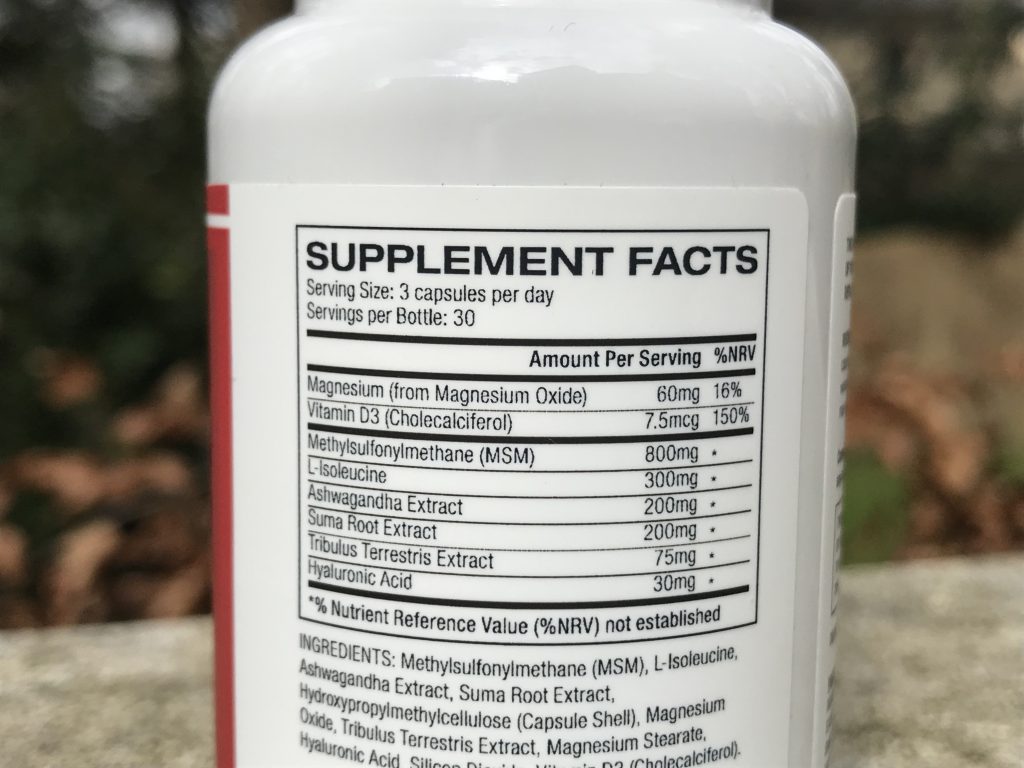 SUPPLEMENT FACTS
Serving Size: 3 capsules per day
Servings per Bottle: 30
Amount Per Serving %NRV
Magnesium (from Magnesium Oxide) 60mg 16%
Vitamin D3 (Cholecalciferol) 7.5mcg 150%
Methylsulfonylmethane (MSM) 800mg *
L-Isoleucine 300mg *
Ashwagandha Extract 200mg *
Suma Root Extract 200mg *
Tribulus Terrestris Extract 75mg *
Hyaluronic Acid 30mg *
*% Nutrient Reference Value (%NRV) not established
INGREDIENTS: Methylsulfonylmethane (MSM), L-Isoleucine,
Ashwagandha Extract, Suma Root Extract,
Hydroxypropylmethylcellulose (Capsule Shell), Magnesium
Oxide, Tribulus Terrestris Extract, Magnesium Stearate,
Hyaluronic Acid, Silicon Dioxide, Vitamin D3 (Cholecalciferol).